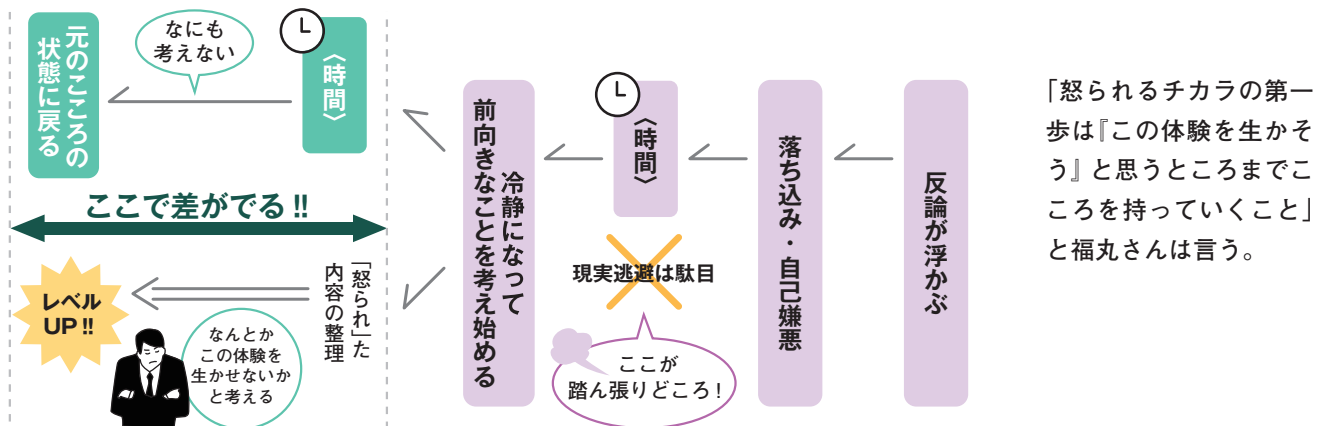 「怒られるチカラの第一
歩は『この体験を生かそ
う』と思うところまでこ
ころを持っていくこと」
と福丸さんは言う。
反論が浮かぶ
落ち込み・自己嫌悪
〈時間〉
現実逃避は駄目
ここが
踏ん張りどころ！
冷静になって
前向きなことを考え始める
〈時間〉
なにも
考えない
元のこころの
状態に戻る
ここで差がでる!!
「怒られ」た
内容の整理
なんとか
この体験を
生かせないか
と考える
レベル
UP!!